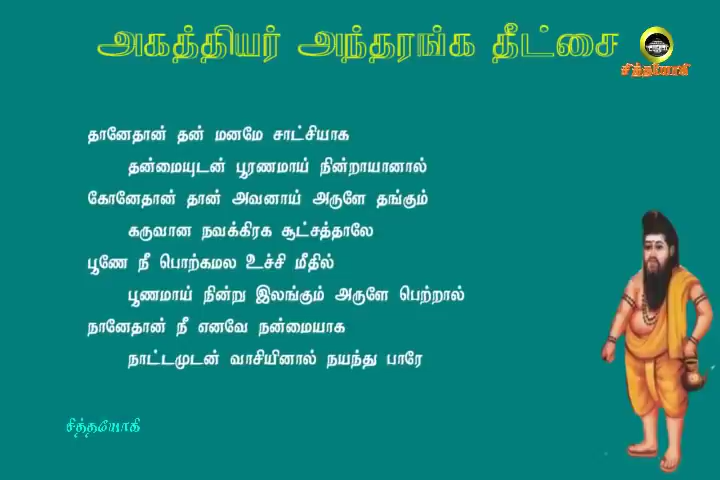 அகத்தியர் அந்தரங்க தீட்சை
சித்தயோகி
தானேதான் தன் மனமே சாட்சியாக
தன்மையுடன் பூரணமாய் நின்றாயானால்
கோனேதான் தான் அவனாய் அருளே தங்கும்
கருவான நவக்கிரக சூட்சத்தாலே
பூணே நீ பொற்கமல உச்சி மீதில்
பூணமாய் நின்று இலங்கும் அருளே பெற்றால்
நானேதான் நீ எனவே நன்மையாக
நாட்டமுடன் வாசியினால் நயந்து பாரே
சித்தயோகி